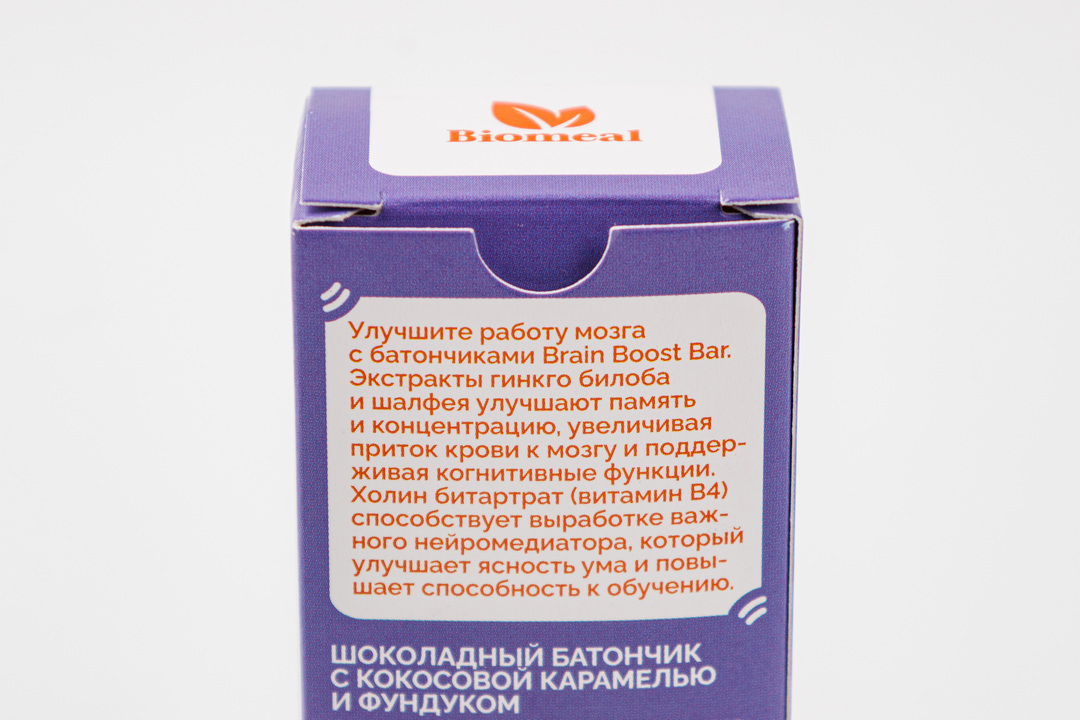 Biomeal
Улучшите работу мозга
с батончиками Brain Boost Bar.
Экстракты гинкго билоба
и шалфея улучшают память
и концентрацию, увеличивая
приток крови к мозгу и поддер-
живая когнитивные функции.
Холин битартрат (витамин B4)
способствует выработке важ-
ного нейромедиатора, который
улучшает ясность ума и повы-
шает способность к обучению.
ШОКОЛАДНЫЙ БАТОНЧИК
С КОКОСОВОЙ КАРАМЕЛЬЮ
И ФУНДУКОМ